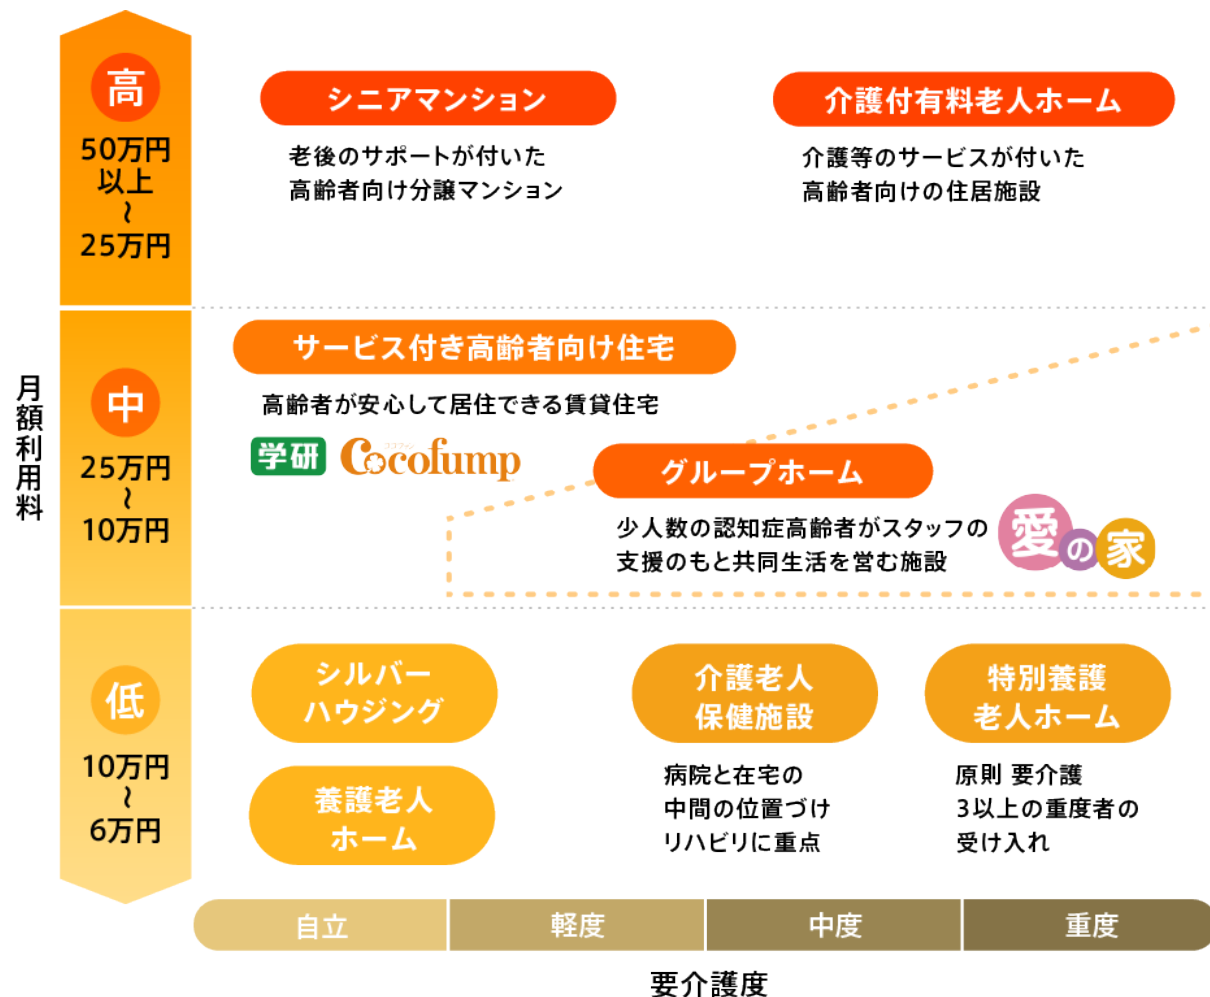 月額利用料
高
50万円
以上
〜
25万円
シニアマンション
老後のサポートが付いた
高齢者向け分譲マンション
介護付有料老人ホーム
介護等のサービスが付いた
高齢者向けの住居施設
中
25万円
〜
10万円
サービス付き高齢者向け住宅
高齢者が安心して居住できる賃貸住宅
学研
ココファン
Cocofump
グループホーム
少人数の認知症高齢者がスタッフの
支援のもと共同生活を営む施設
愛の家
低
10万円
〜
6万円
シルバー
ハウジング
養護老人
ホーム
介護老人
保健施設
病院と在宅の
中間の位置づけ
リハビリに重点
特別養護
老人ホーム
原則 要介護
3以上の重度者の
受け入れ
自立
軽度
中度
重度
要介護度